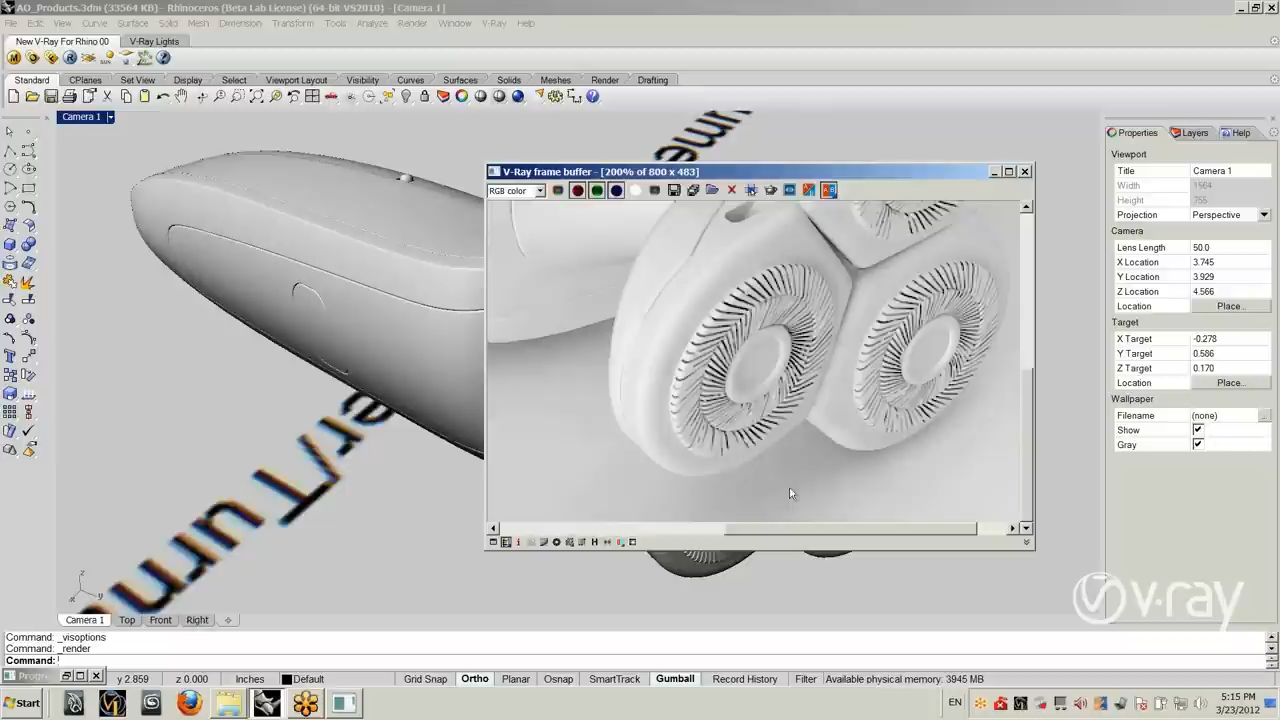 AO_Products.3dm (33564 KB) - Rhinoceros (Beta Lab License) (64-bit VS2010) - [Camera 1]
File Edit View Curve Surface Solid Mesh Dimension Transform Tools Analyze Render Window V-Ray Help
New V-Ray For Rhino 00 V-Ray Lights
Standard CPlanes Set View Display Select Viewport Layout Visibility Curves Surfaces Solids Meshes Render Drafting
Camera 1
Properties Layers Help
Viewport
Title Camera 1
Width 1564
Height 755
Projection Perspective
Camera
Lens Length 50.0
X Location 3.745
Y Location 3.929
Z Location 4.566
Location Place...
Target
X Target -0.278
Y Target 0.586
Z Target 0.170
Location Place...
Wallpaper
Filename (none) ...
Show
Gray
V-Ray frame buffer - [200% of 800 x 483]
RGB color
z
x y
v·ray
Camera 1 Top Front Right
Command: _visoptions
Command: _render
Command:
Progr...
y 2.859 z 0.000 Inches Default Grid Snap Ortho Planar Osnap SmartTrack Gumball Record History Filter Available physical memory: 3945 MB
Start
EN
5:15 PM
3/23/2012